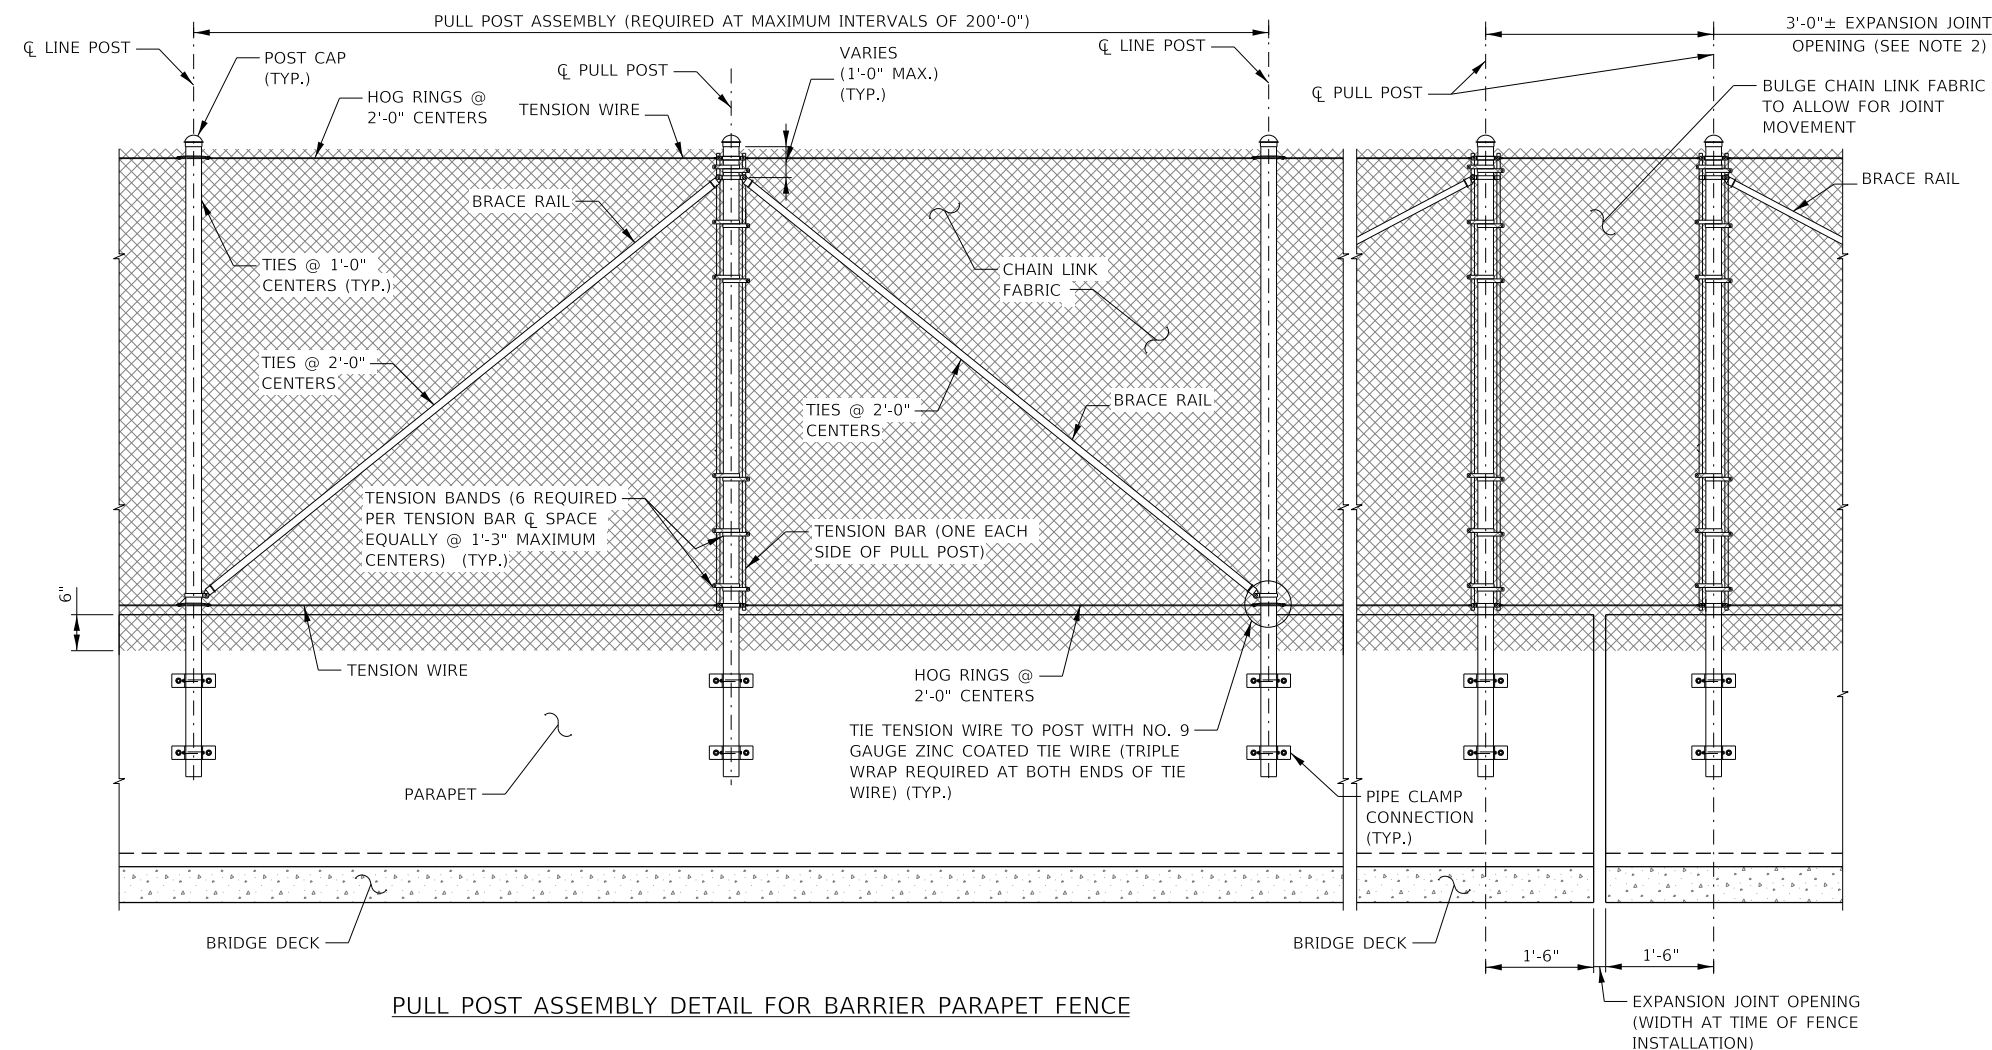 PULL POST ASSEMBLY (REQUIRED AT MAXIMUM INTERVALS OF 200'-0")
3'-0"± EXPANSION JOINT
OPENING (SEE NOTE 2)
℄ LINE POST
POST CAP
(TYP.)
℄ PULL POST
VARIES
(1'-0" MAX.)
(TYP.)
℄ LINE POST
℄ PULL POST
BULGE CHAIN LINK FABRIC
TO ALLOW FOR JOINT
MOVEMENT
HOG RINGS @
2'-0" CENTERS
TENSION WIRE
BRACE RAIL
BRACE RAIL
TIES @ 1'-0"
CENTERS (TYP.)
CHAIN LINK
FABRIC
TIES @ 2'-0"
CENTERS
TIES @ 2'-0"
CENTERS
BRACE RAIL
TENSION BANDS (6 REQUIRED
PER TENSION BAR ℄ SPACE
EQUALLY @ 1'-3" MAXIMUM
CENTERS) (TYP.)
TENSION BAR (ONE EACH
SIDE OF PULL POST)
6"
TENSION WIRE
HOG RINGS @
2'-0" CENTERS
TIE TENSION WIRE TO POST WITH NO. 9
GAUGE ZINC COATED TIE WIRE (TRIPLE
WRAP REQUIRED AT BOTH ENDS OF TIE
WIRE) (TYP.)
PARAPET
PIPE CLAMP
CONNECTION
(TYP.)
BRIDGE DECK
BRIDGE DECK
1'-6"
1'-6"
EXPANSION JOINT OPENING
(WIDTH AT TIME OF FENCE
INSTALLATION)
PULL POST ASSEMBLY DETAIL FOR BARRIER PARAPET FENCE